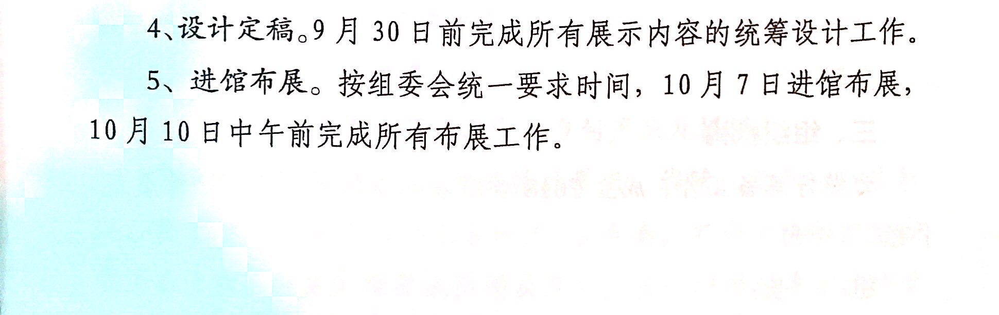 4、设计定稿。9 月 30 日前完成所有展示内容的统筹设计工作。
5、进馆布展。按组委会统一要求时间，10 月 7 日进馆布展，
10 月 10 日中午前完成所有布展工作。